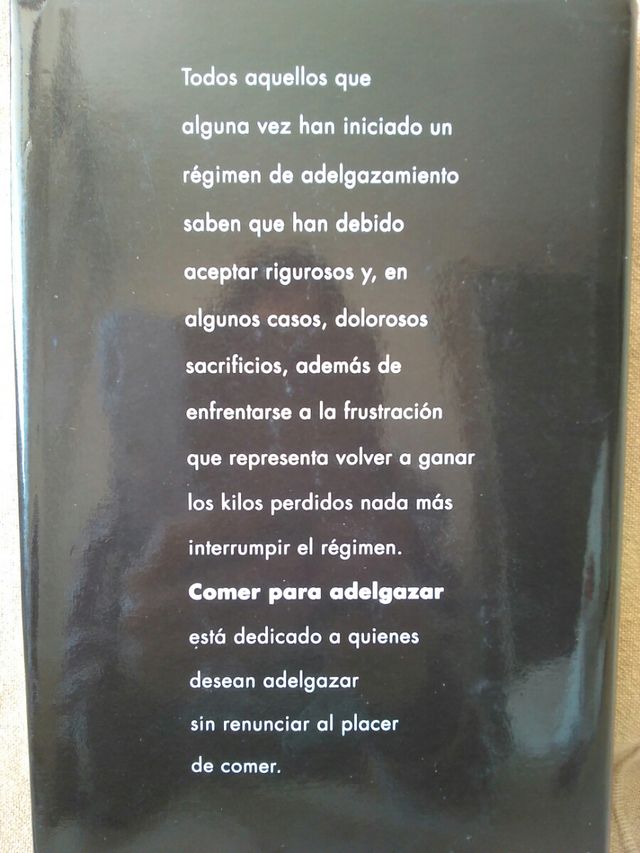 Todos aquellos que
alguna vez han iniciado un
régimen de adelgazamiento
saben que han debido
aceptar rigurosos y, en
algunos casos, dolorosos
sacrificios, además de
enfrentarse a la frustración
que representa volver a ganar
los kilos perdidos nada más
interrumpir el régimen.
Comer para adelgazar
está dedicado a quienes
desean adelgazar
sin renunciar al placer
de comer.